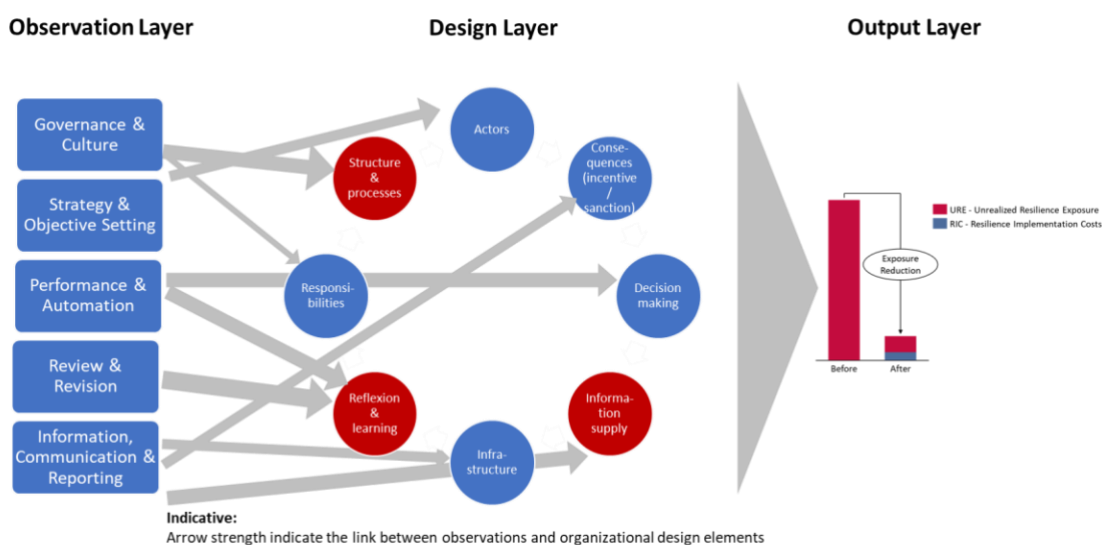 Observation Layer
Design Layer
Output Layer
Governance &
Culture
Strategy &
Objective Setting
Performance &
Automation
Review &
Revision
Information,
Communication &
Reporting
Actors
Structure
&
processes
Conse-
quences
(incentive
/
sanction)
Responsi-
bilities
Decision
making
Reflexion
&
learning
Informa-
tion
supply
Infra-
structure
URE - Unrealized Resilience Exposure
RIC - Resilience Implementation Costs
Exposure
Reduction
Before
After
Indicative:
Arrow strength indicate the link between observations and organizational design elements